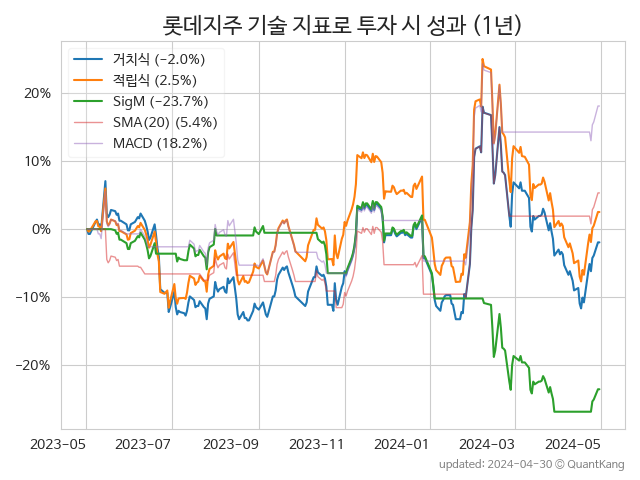 롯데지주 기술 지표로 투자 시 성과 (1년)
거치식 (−2.0%)
적립식 (2.5%)
SigM (−23.7%)
SMA(20) (5.4%)
MACD (18.2%)
20%
10%
0%
−10%
−20%
2023-05 2023-07 2023-09 2023-11 2024-01 2024-03 2024-05
updated: 2024-04-30 © QuantKang